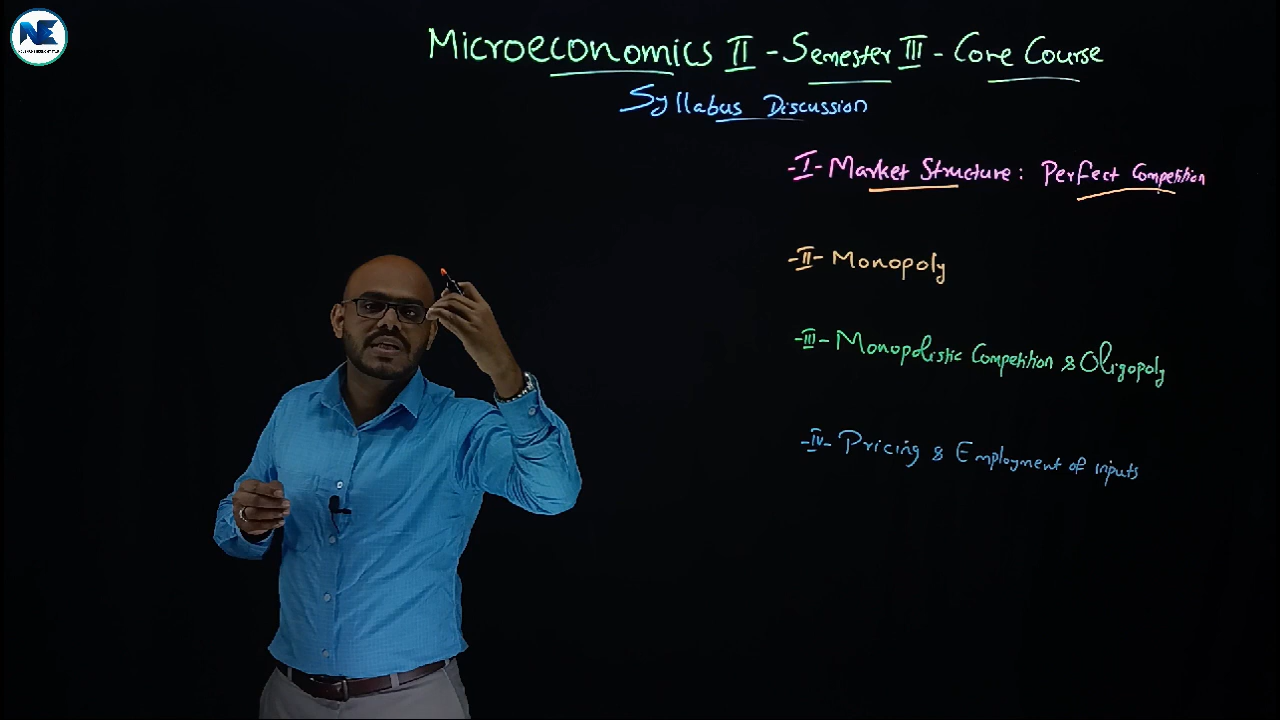 NE
Microeconomics II - Semester III - Core Course
Syllabus Discussion
-I- Market Structure: Perfect Competition
-II- Monopoly
-III- Monopolistic Competition & Oligopoly
-IV- Pricing & Employment of inputs